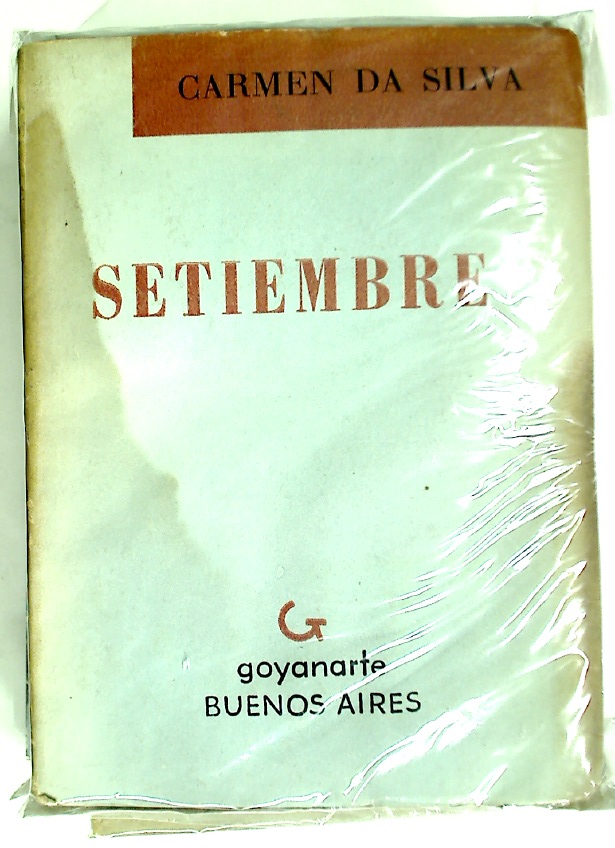 CARMEN DA SILVA
SETIEMBRE
G
goyanarte
BUENOS AIRES